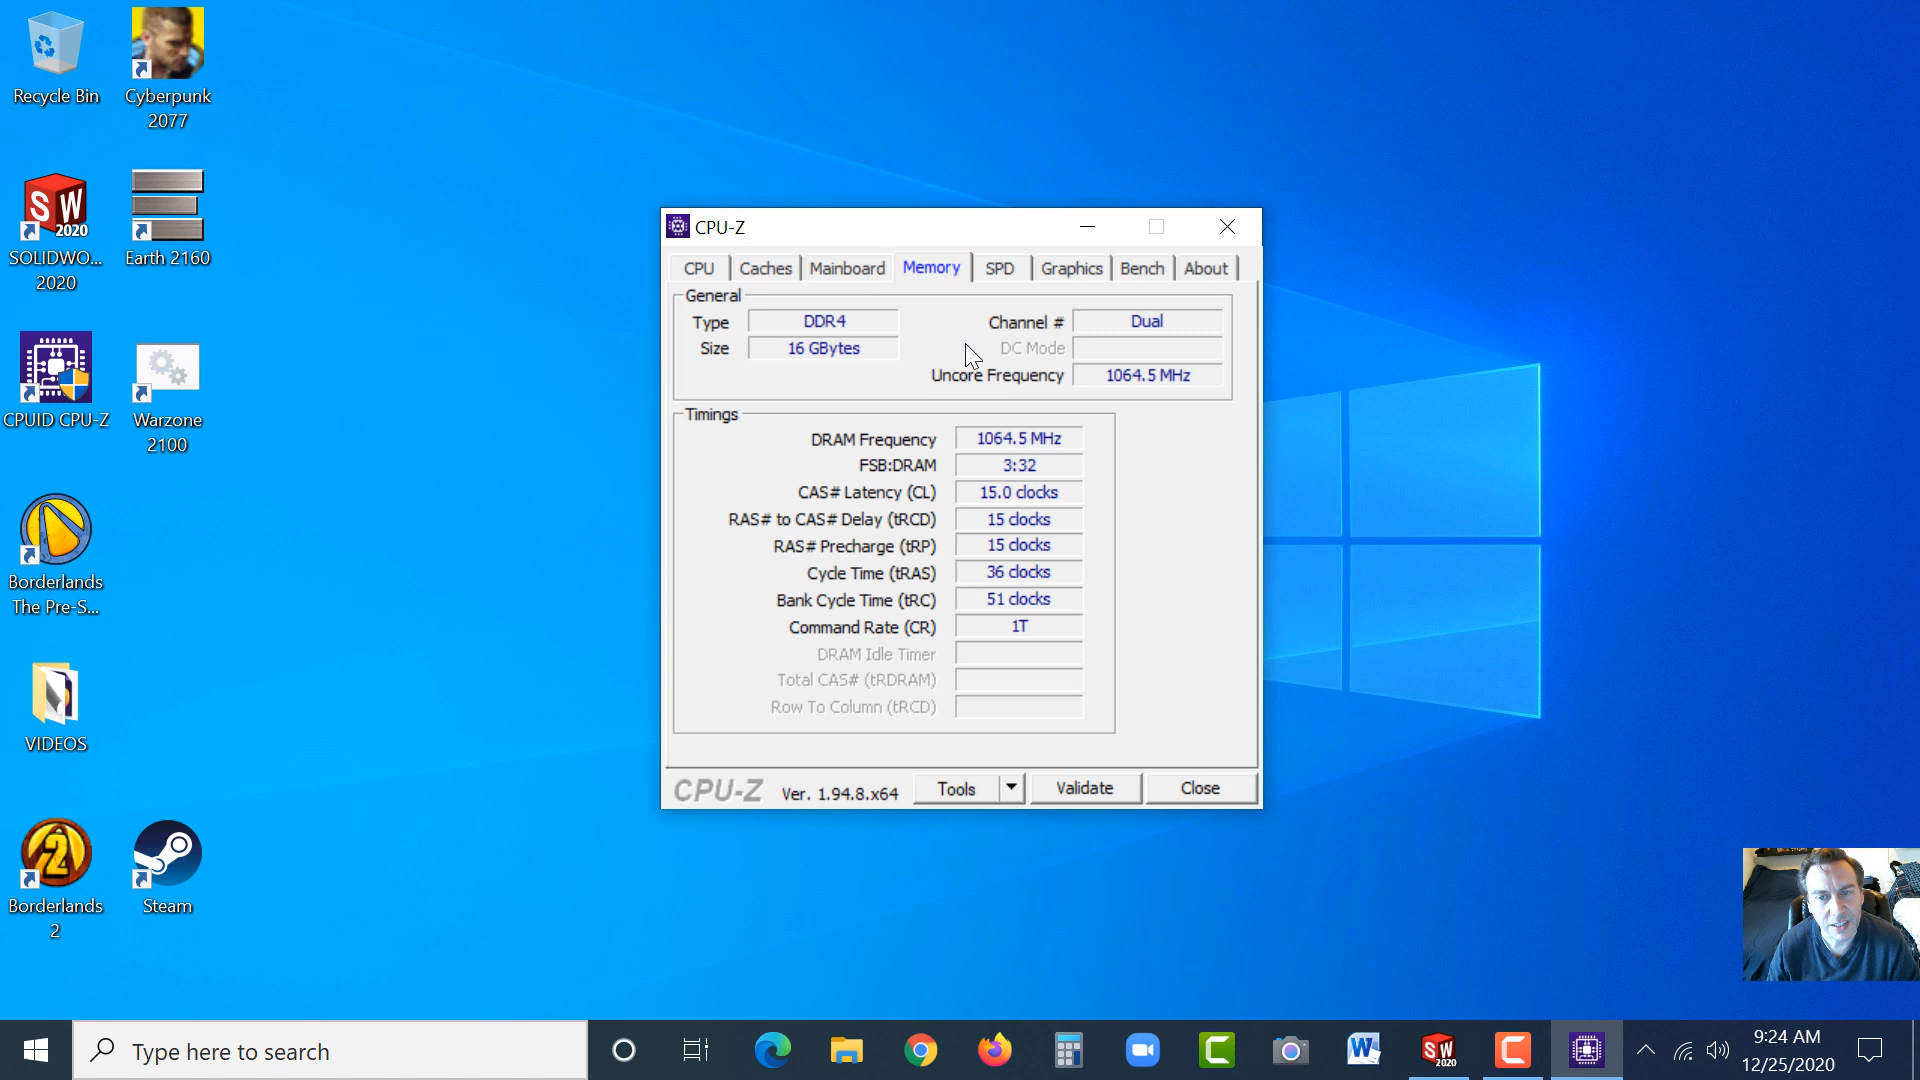 Recycle Bin
Cyberpunk
2077
SW
2020
SOLIDWO...
2020
Earth 2160
CPUID CPU-Z
Warzone
2100
Borderlands
The Pre-S...
VIDEOS
2
Borderlands
2
Steam
CPU-Z
CPU Caches Mainboard Memory SPD Graphics Bench About
General
Type DDR4 Channel # Dual
Size 16 GBytes DC Mode
Uncore Frequency 1064.5 MHz
Timings
DRAM Frequency 1064.5 MHz
FSB:DRAM 3:32
CAS# Latency (CL) 15.0 clocks
RAS# to CAS# Delay (tRCD) 15 clocks
RAS# Precharge (tRP) 15 clocks
Cycle Time (tRAS) 36 clocks
Bank Cycle Time (tRC) 51 clocks
Command Rate (CR) 1T
DRAM Idle Timer
Total CAS# (tRDRAM)
Row To Column (tRCD)
CPU-Z Ver. 1.94.8.x64 Tools Validate Close
Type here to search
W
SW
2020
9:24 AM
12/25/2020